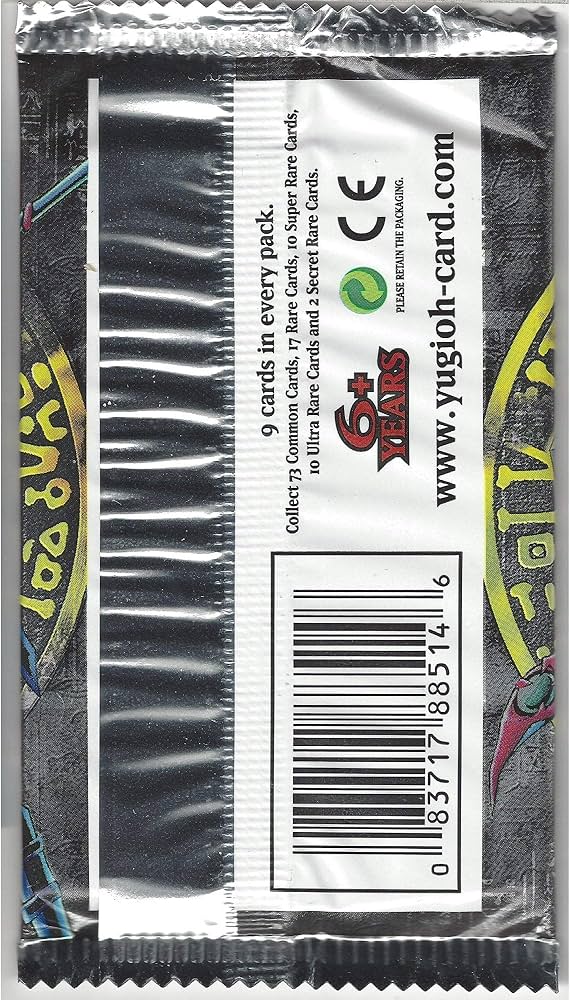 9 cards in every pack.
Collect 73 Common Cards, 17 Rare Cards, 10 Super Rare Cards,
10 Ultra Rare Cards and 2 Secret Rare Cards.
6+
YEARS
CE
PLEASE RETAIN THE PACKAGING.
www.yugioh-card.com
0 83717 88514 6